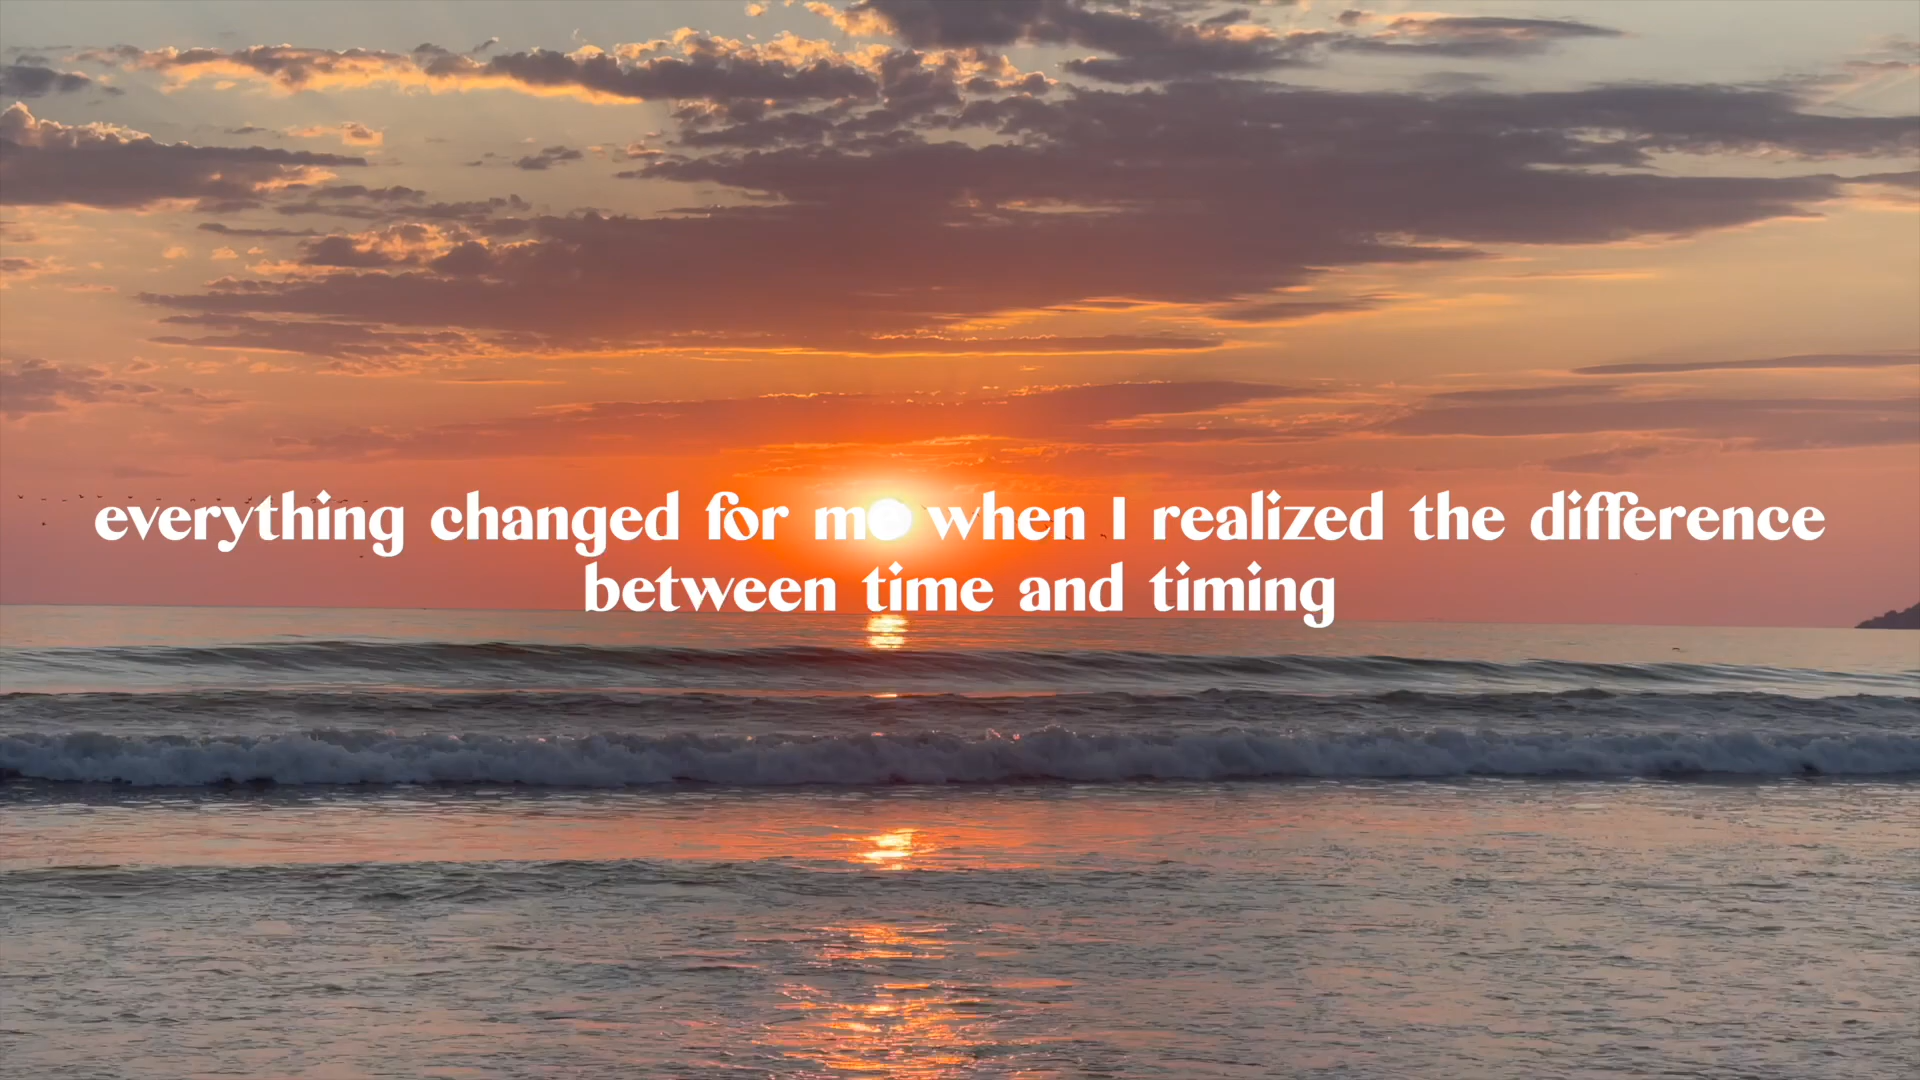 everything changed for me when I realized the difference
between time and timing